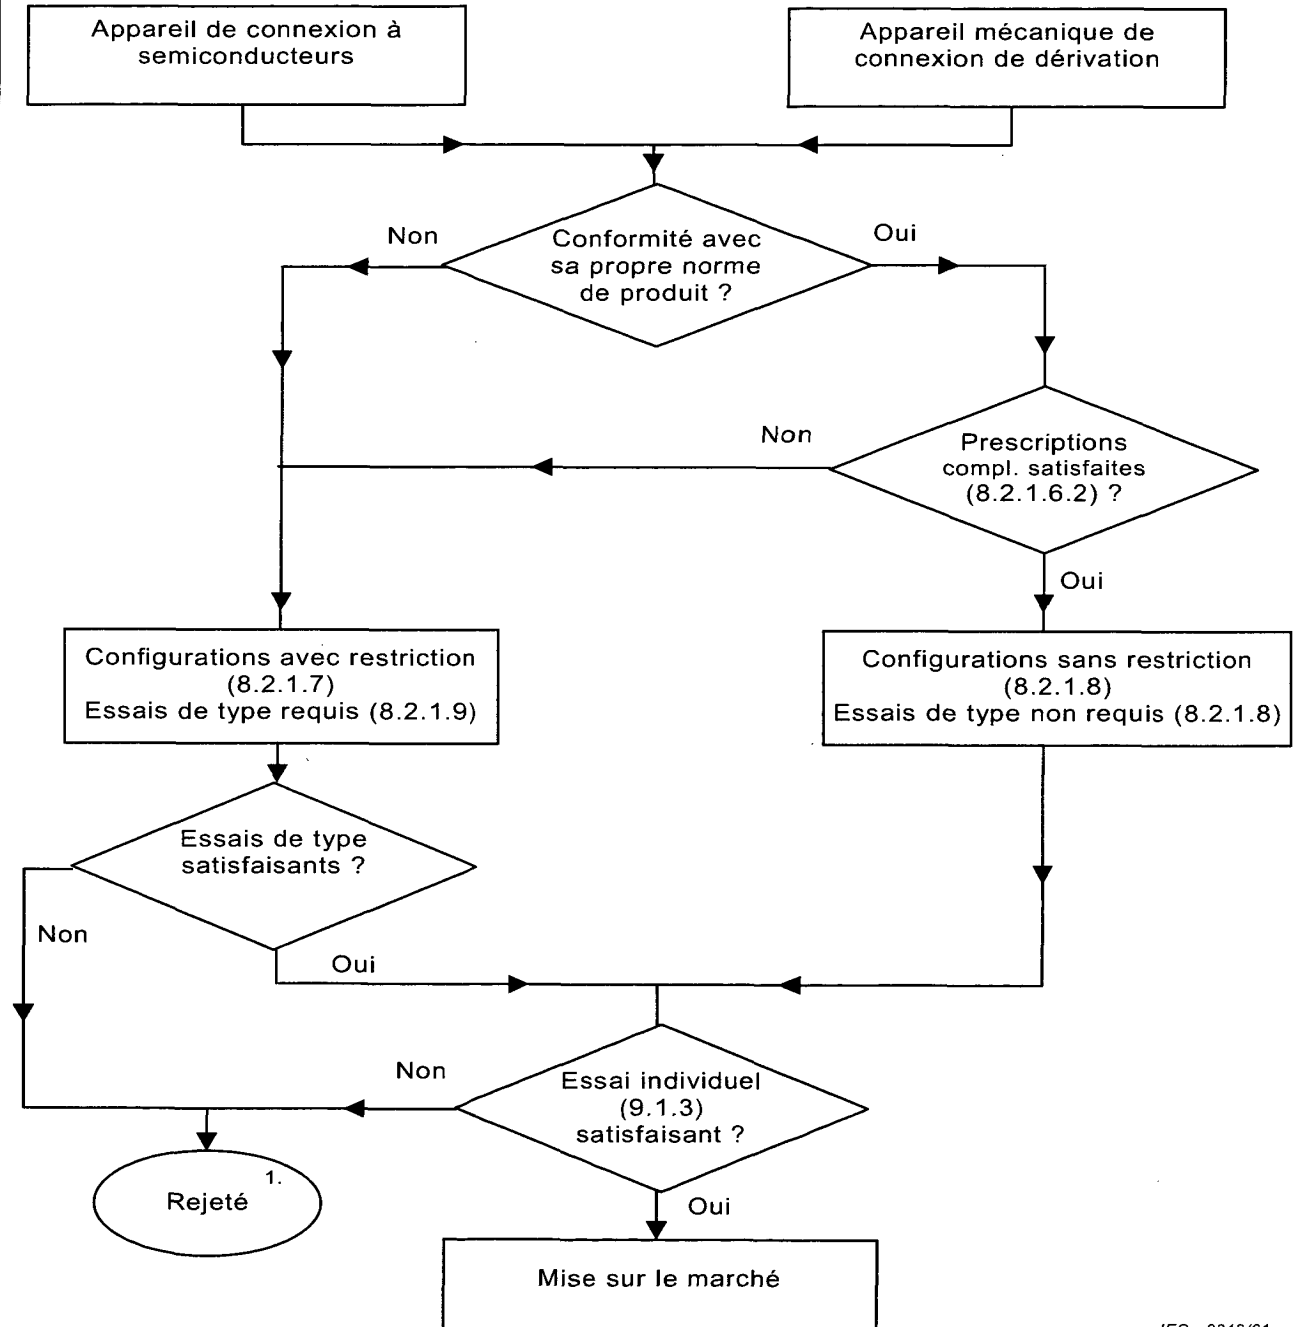 Appareil de connexion à
semiconducteurs
Appareil mécanique de
connexion de dérivation
Non
Conformité avec
sa propre norme
de produit ?
Oui
Non
Prescriptions
compl. satisfaites
(8.2.1.6.2) ?
Oui
Configurations avec restriction
(8.2.1.7)
Essais de type requis (8.2.1.9)
Configurations sans restriction
(8.2.1.8)
Essais de type non requis (8.2.1.8)
Essais de type
satisfaisants ?
Non
Oui
Non
Essai individuel
(9.1.3)
satisfaisant ?
1.
Rejeté
Oui
Mise sur le marché